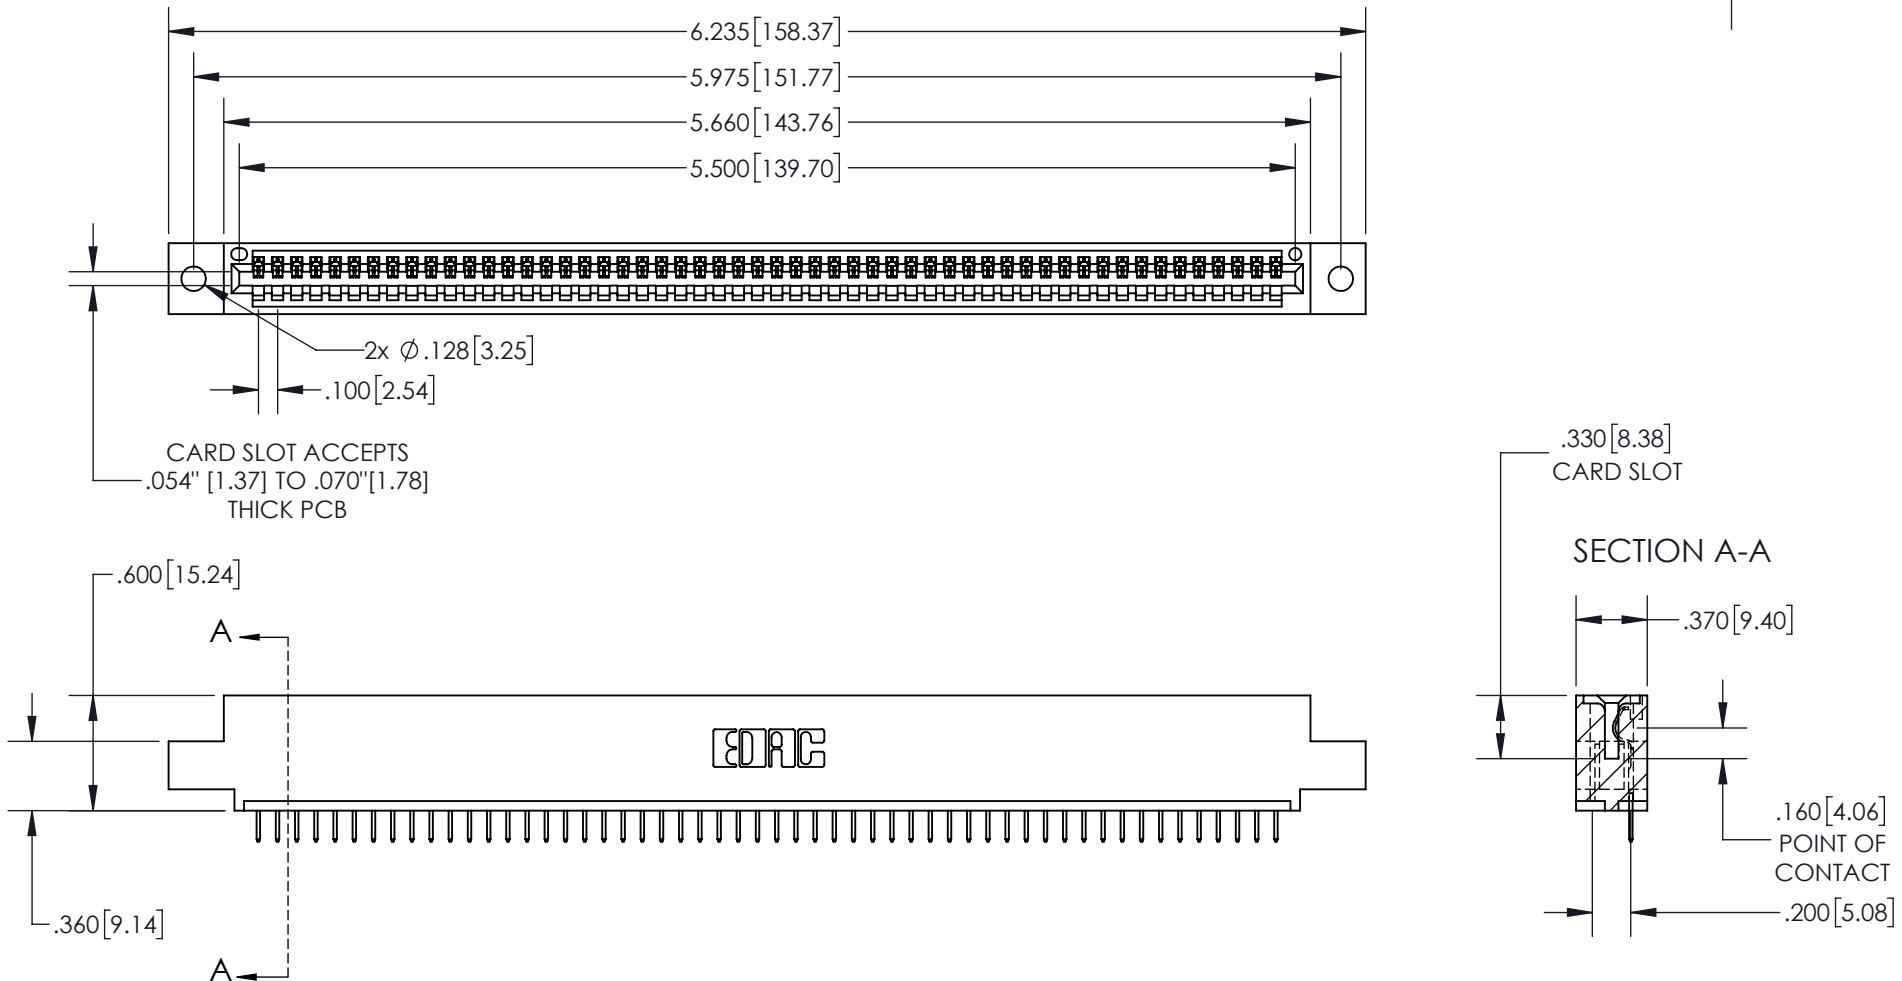 6.235[158.37]
5.975[151.77]
5.660[143.76]
5.500[139.70]
2x Ø.128[3.25]
.100[2.54]
CARD SLOT ACCEPTS
.054" [1.37] TO .070"[1.78]
THICK PCB
.330[8.38]
CARD SLOT
SECTION A-A
.600[15.24]
.370[9.40]
A
EDAC
.160[4.06]
POINT OF
CONTACT
.200[5.08]
.360[9.14]
A